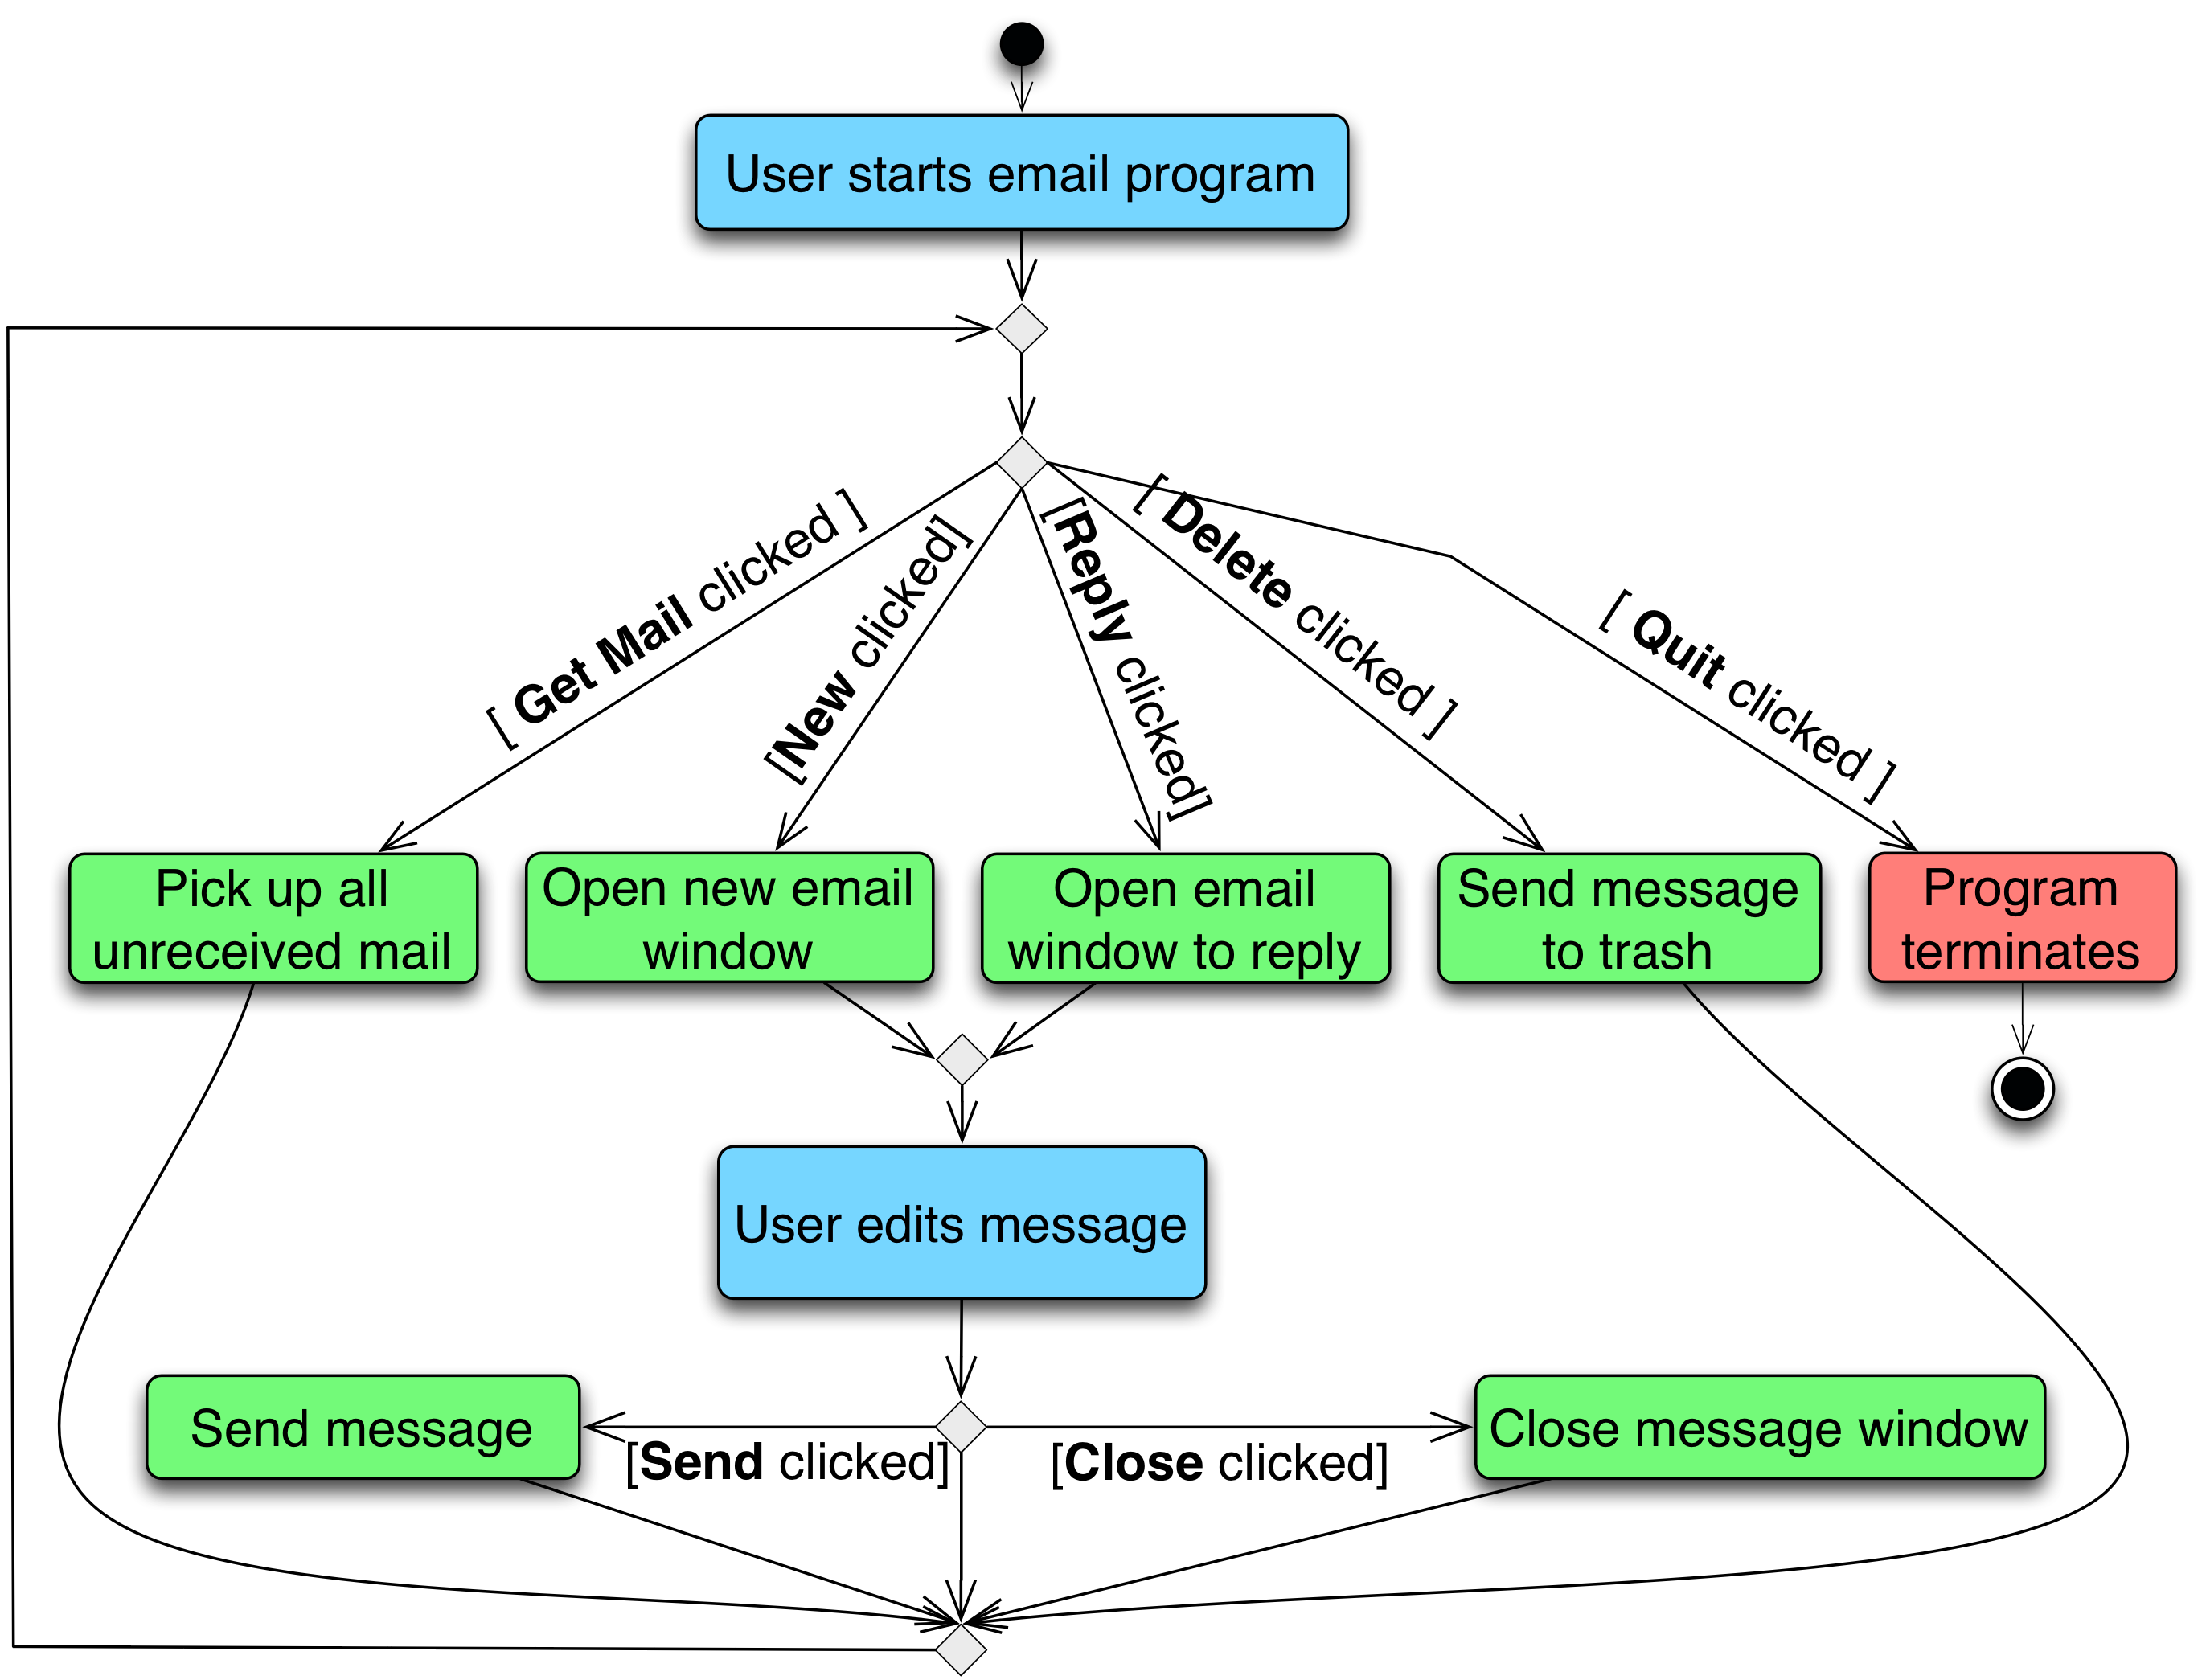 User starts email program
[ Get Mail clicked ]
[New clicked]
[Reply clicked]
[ Delete clicked ]
[ Quit clicked ]
Pick up all
unreceived mail
Open new email
window
Open email
window to reply
Send message
to trash
Program
terminates
User edits message
Send message
[Send clicked]
[Close clicked]
Close message window